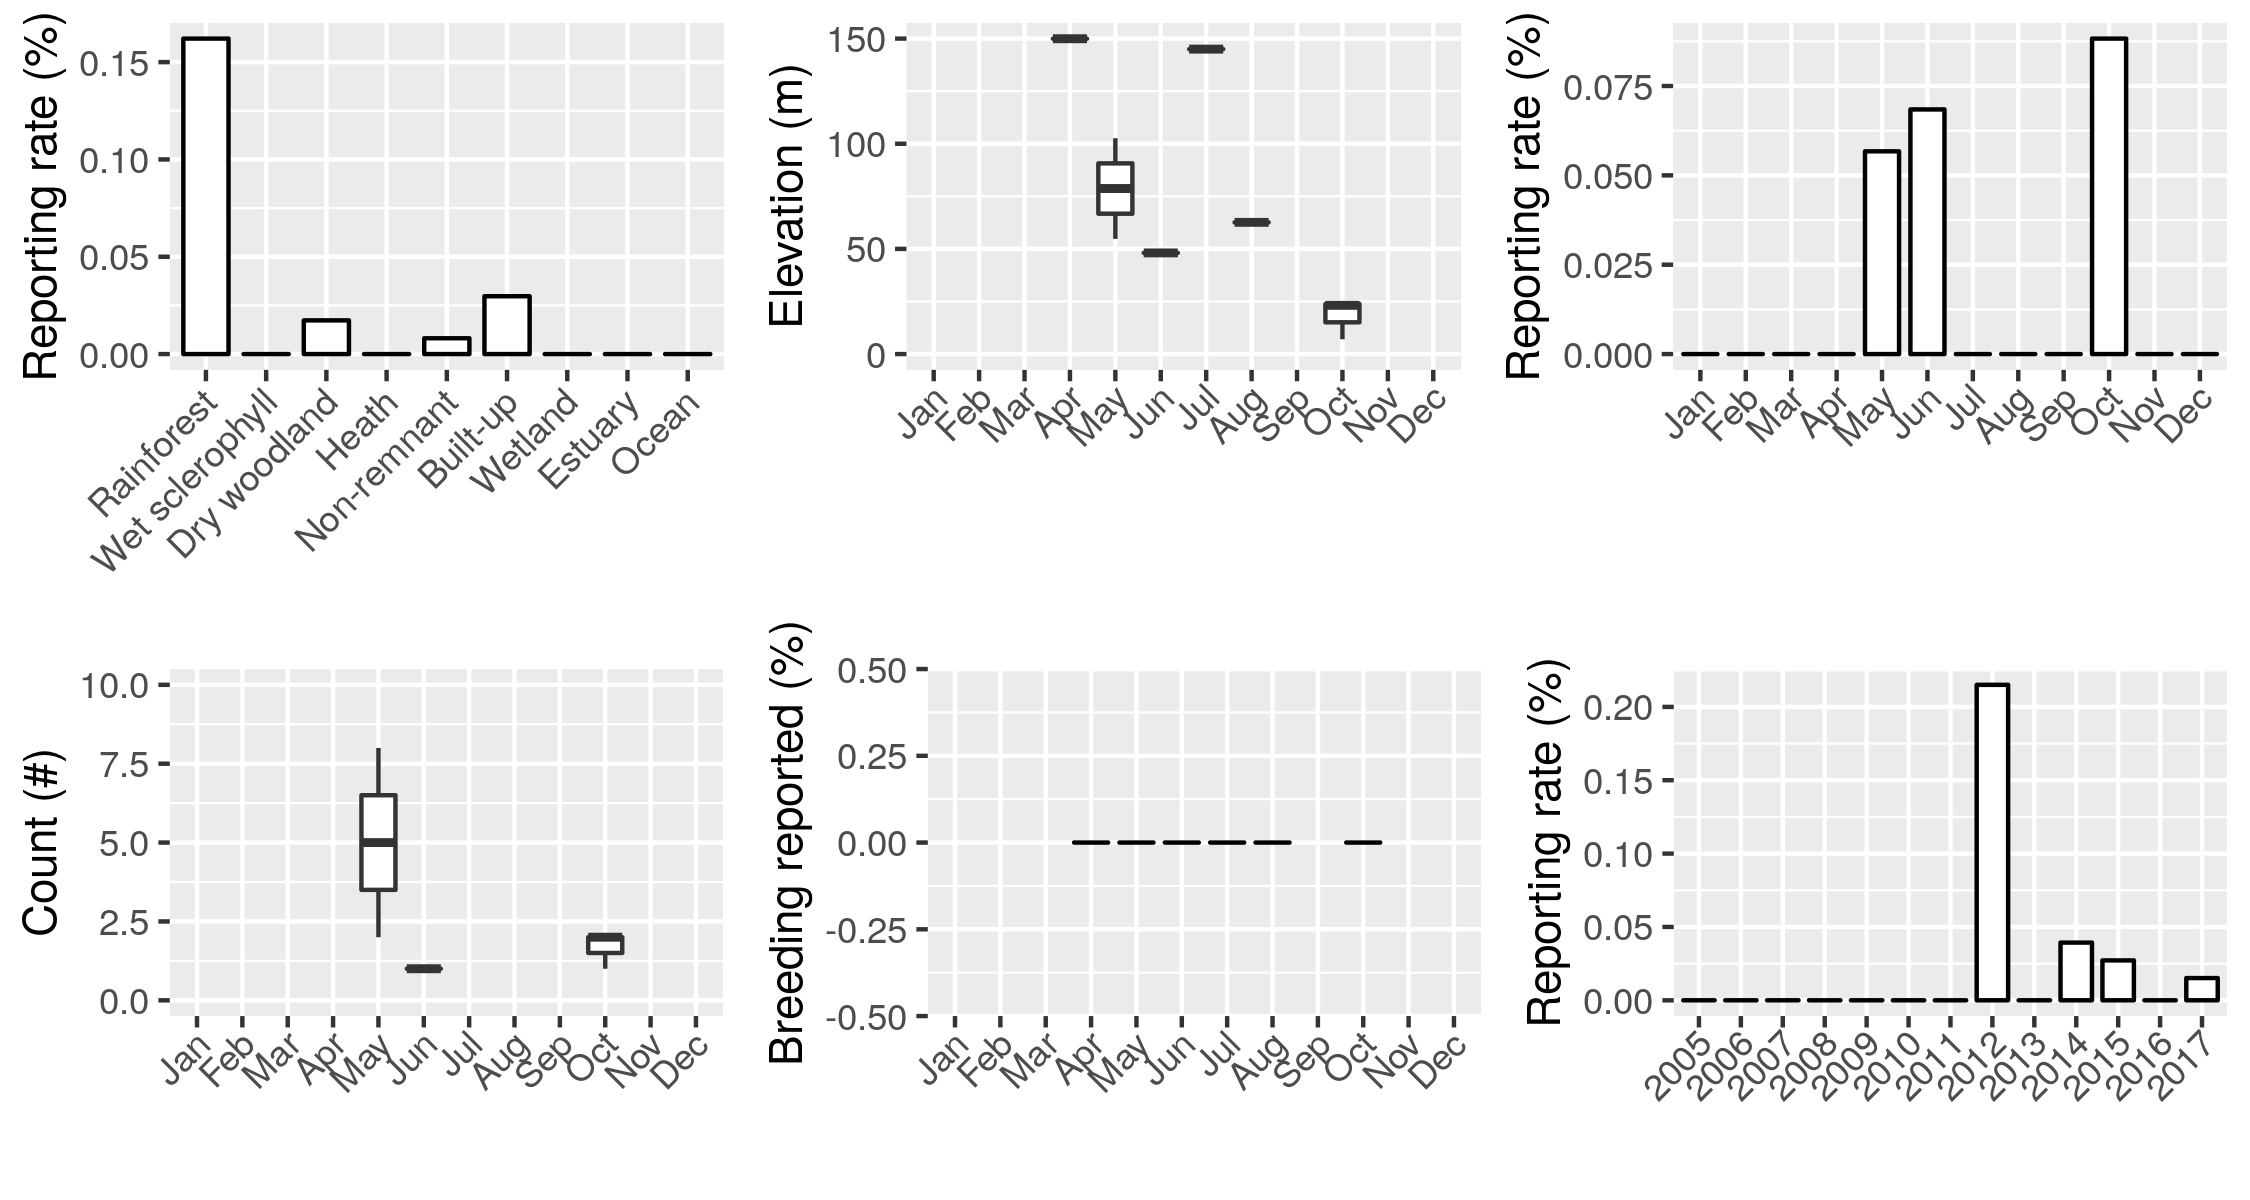 Reporting rate (%)
0.15
0.10
0.05
0.00
Rainforest
Wet sclerophyll
Dry woodland
Heath
Non-remnant
Built-up
Wetland
Estuary
Ocean
Elevation (m)
150
100
50
0
Jan
Feb
Mar
Apr
May
Jun
Jul
Aug
Sep
Oct
Nov
Dec
Reporting rate (%)
0.075
0.050
0.025
0.000
Jan
Feb
Mar
Apr
May
Jun
Jul
Aug
Sep
Oct
Nov
Dec
Count (#)
10.0
7.5
5.0
2.5
0.0
Jan
Feb
Mar
Apr
May
Jun
Jul
Aug
Sep
Oct
Nov
Dec
Breeding reported (%)
0.50
0.25
0.00
-0.25
-0.50
Jan
Feb
Mar
Apr
May
Jun
Jul
Aug
Sep
Oct
Nov
Dec
Reporting rate (%)
0.20
0.15
0.10
0.05
0.00
2005
2006
2007
2008
2009
2010
2011
2012
2013
2014
2015
2016
2017